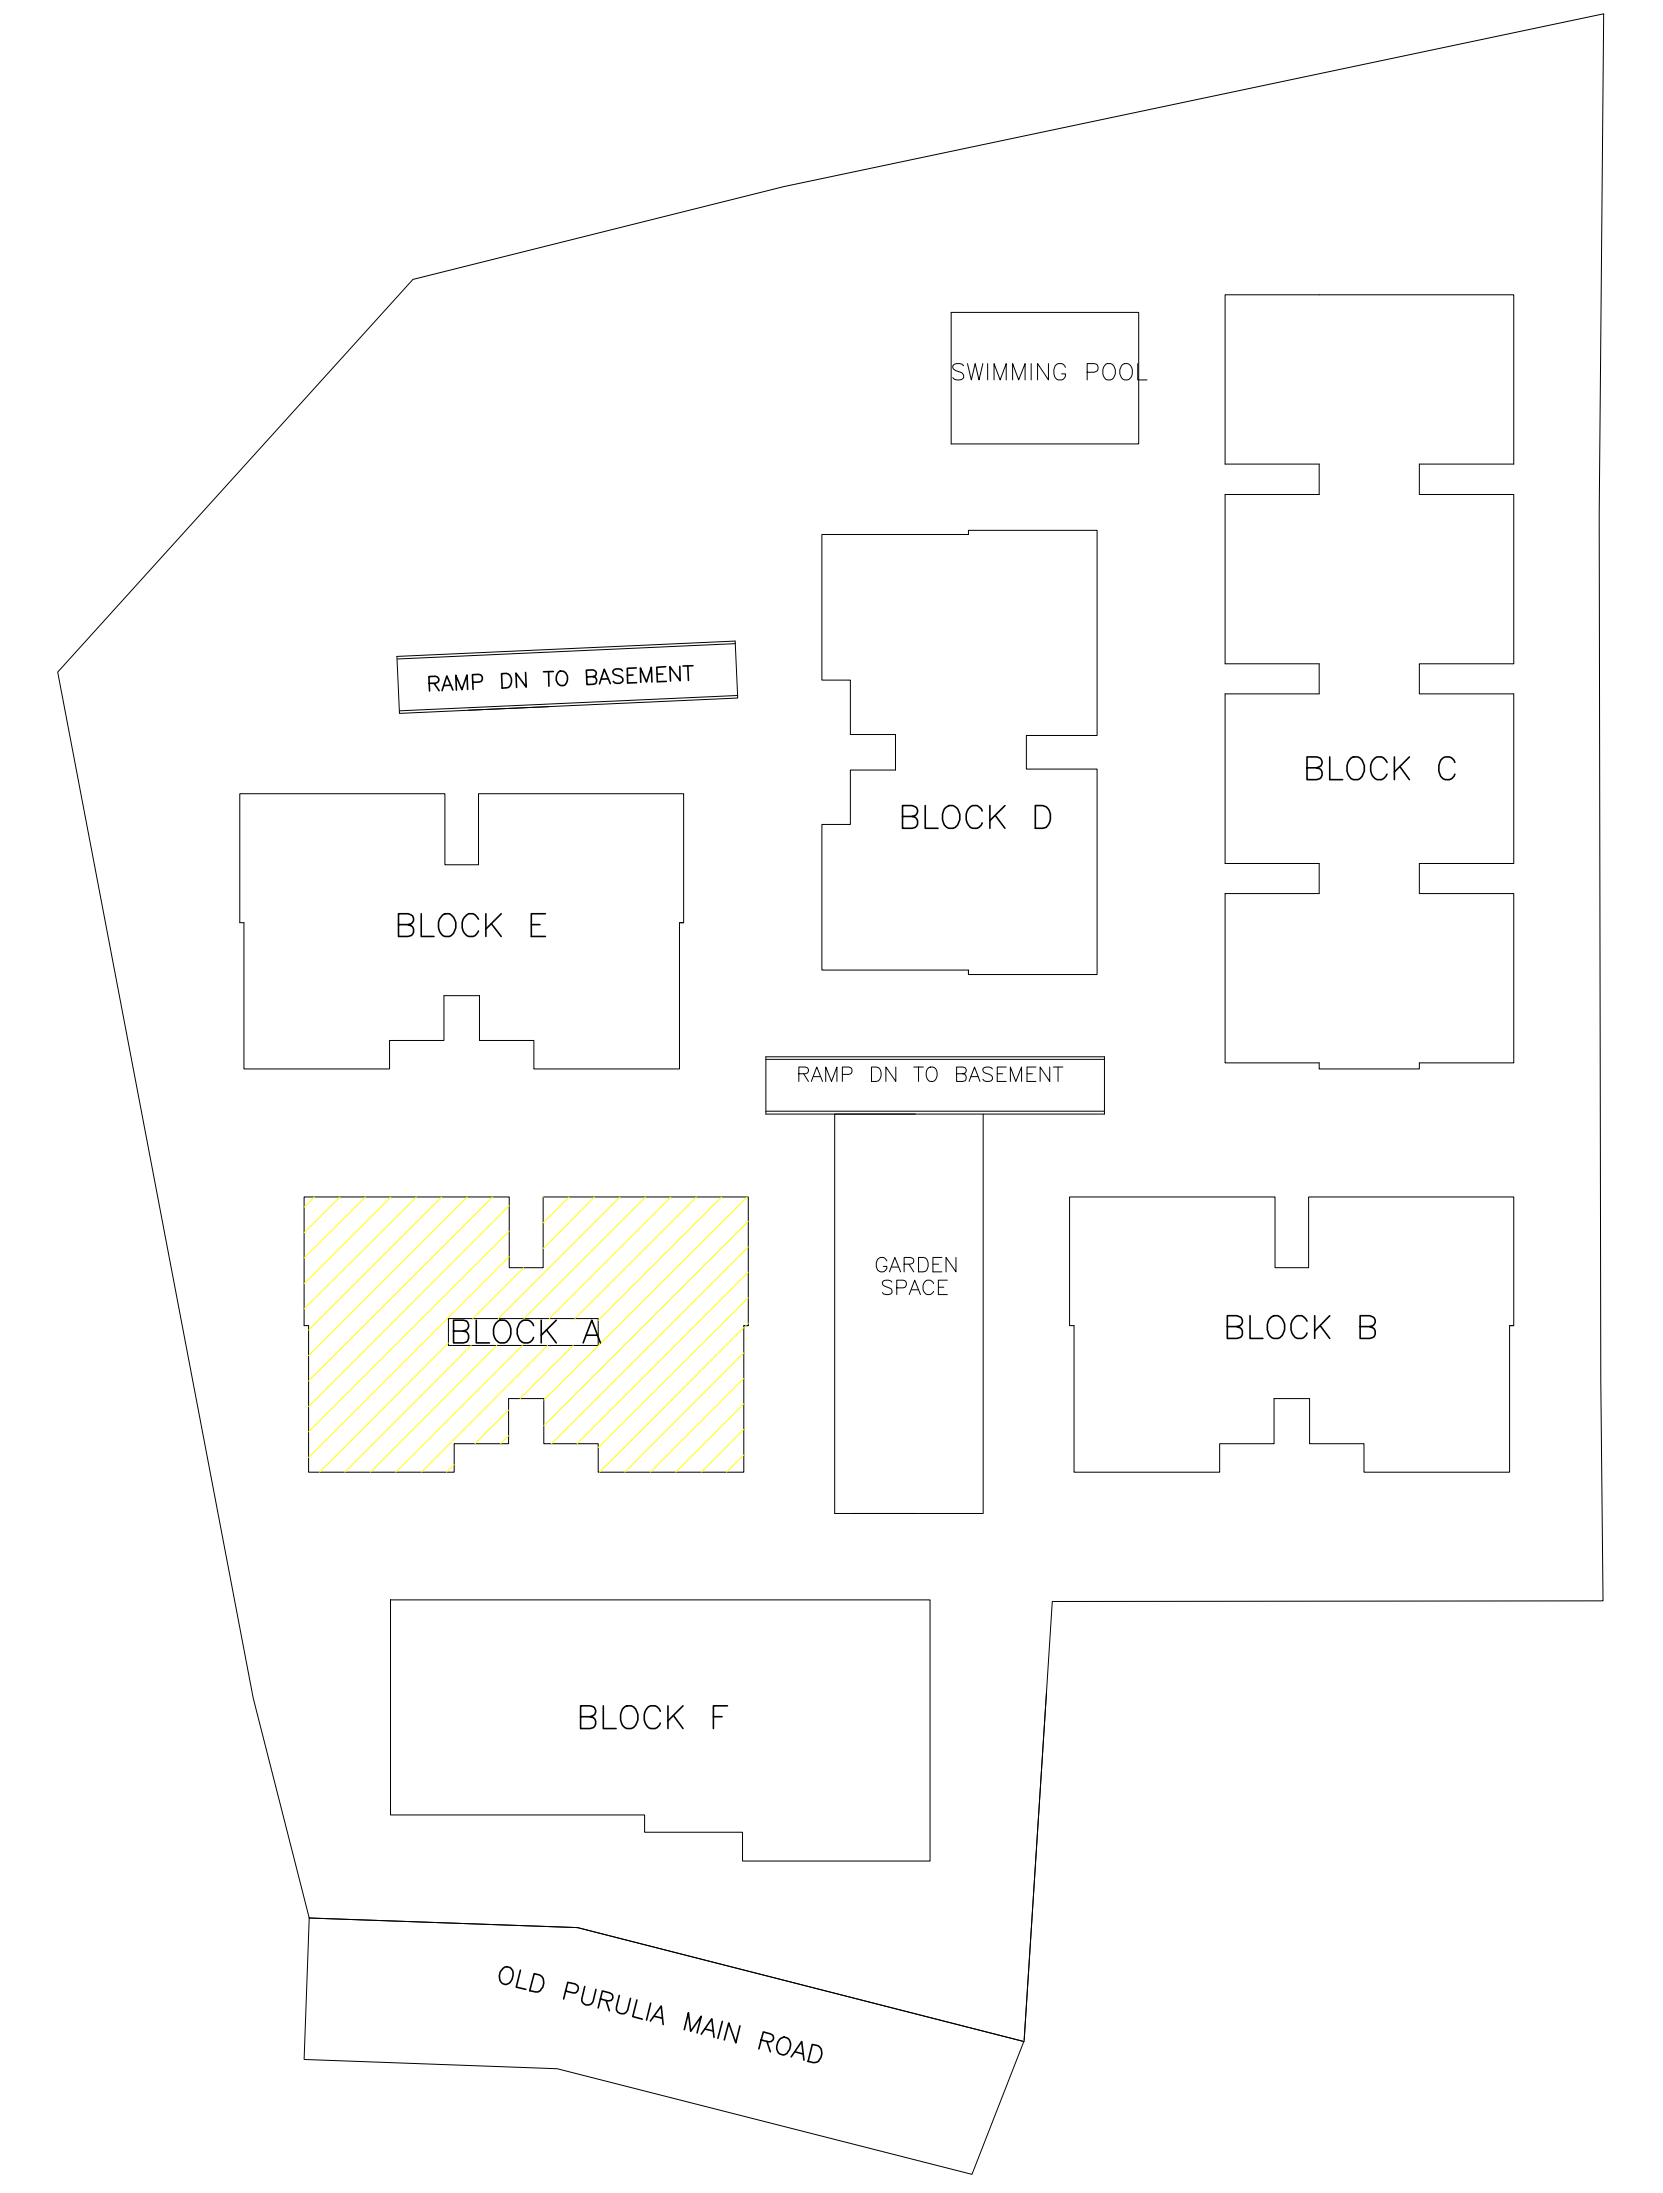 SWIMMING POOL
RAMP DN TO BASEMENT
BLOCK C
BLOCK D
BLOCK E
RAMP DN TO BASEMENT
GARDEN
SPACE
BLOCK A
BLOCK B
BLOCK F
OLD PURULIA MAIN ROAD